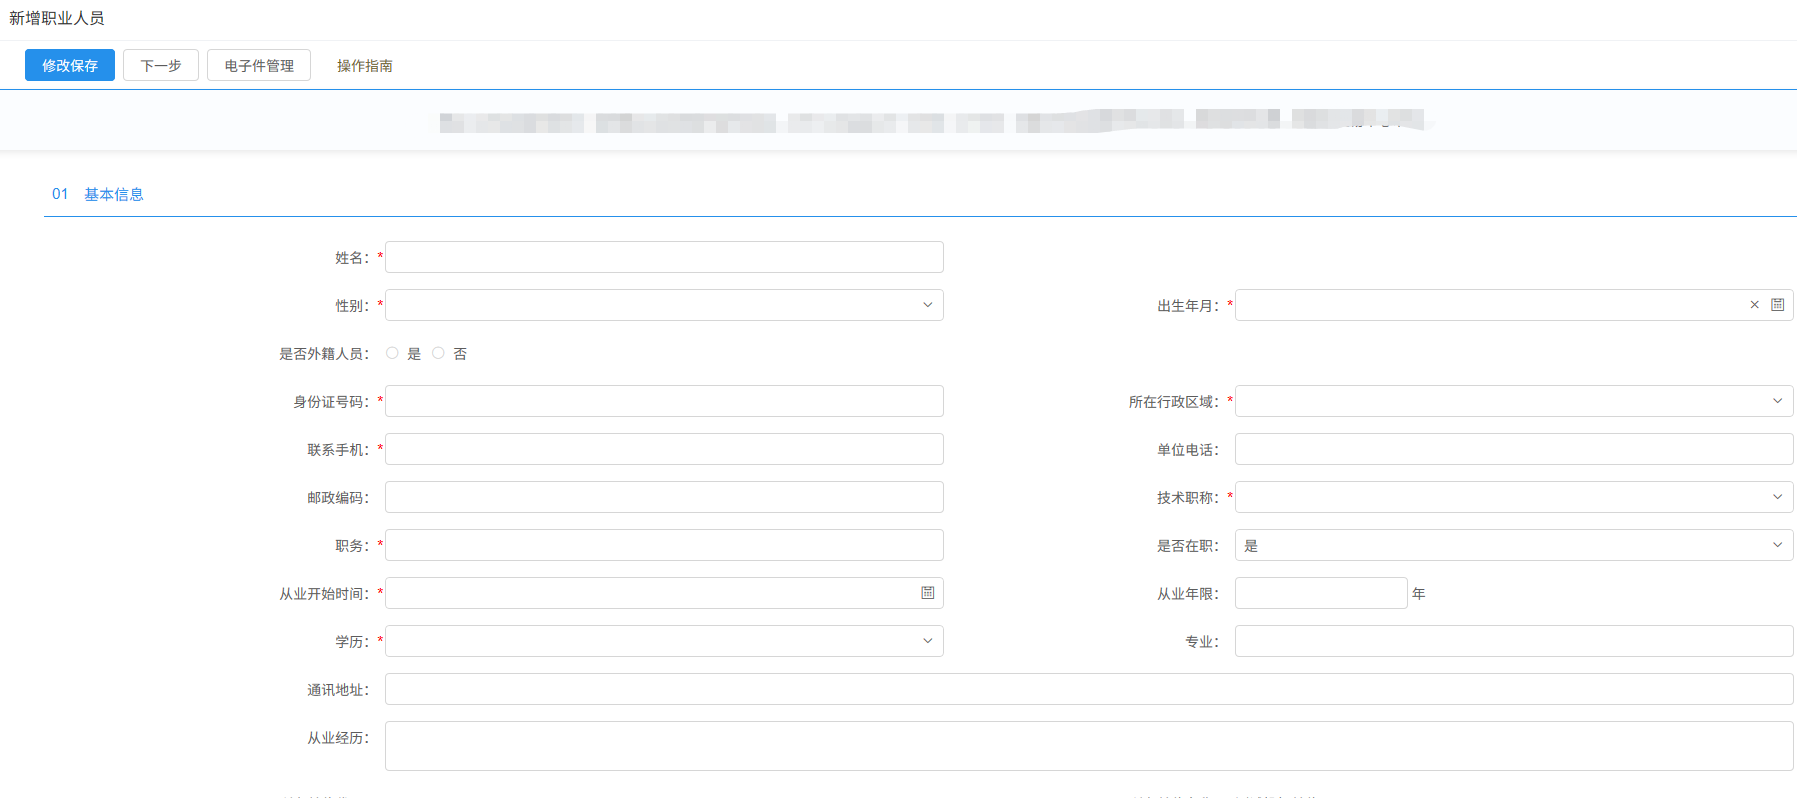 新增职业人员
修改保存 下一步 电子件管理 操作指南
01 基本信息
姓名：*
性别：* 出生年月：*
是否外籍人员： 是 否
身份证号码：* 所在行政区域：*
联系手机：* 单位电话：
邮政编码： 技术职称：*
职务：* 是否在职： 是
从业开始时间：* 从业年限： 年
学历：* 专业：
通讯地址：
从业经历：